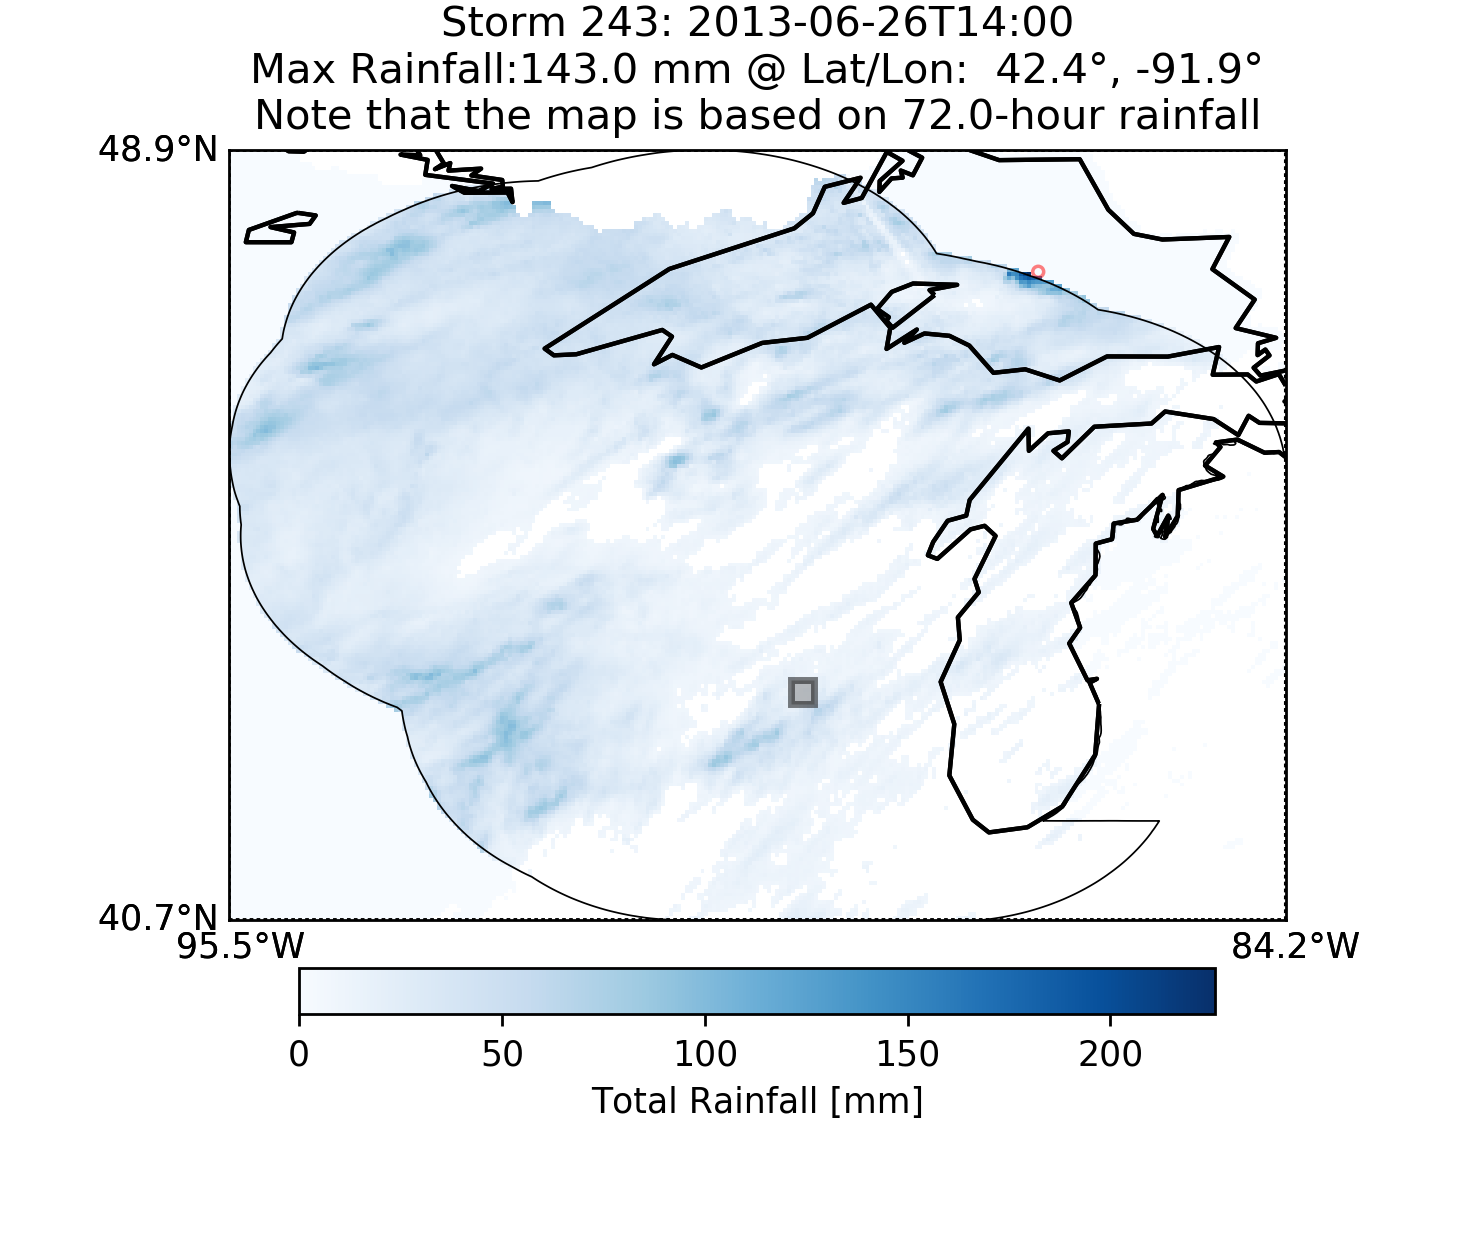 Storm 243: 2013-06-26T14:00
Max Rainfall:143.0 mm @ Lat/Lon:  42.4°, -91.9°
Note that the map is based on 72.0-hour rainfall
48.9°N
40.7°N
95.5°W
84.2°W
0
50
100
150
200
Total Rainfall [mm]